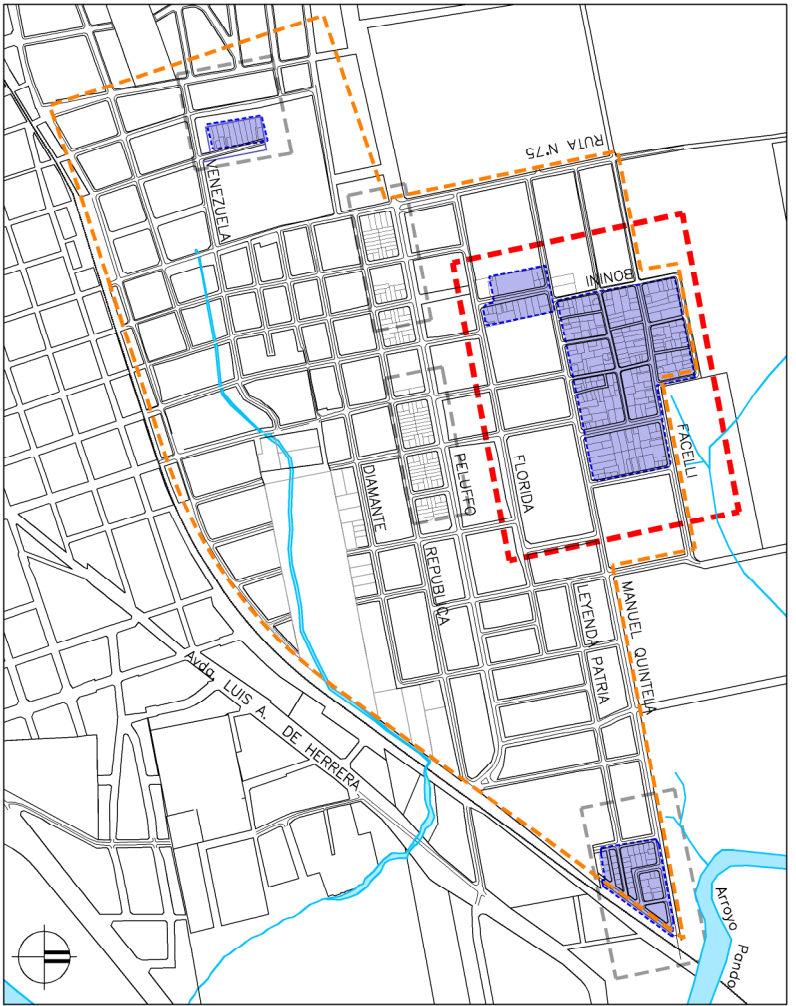 RUTA N°75
VENEZUELA
BONINI
FACELLI
PELUFFO
FLORIDA
DIAMANTE
REPUBLICA
LEYENDA PATRIA
MANUEL QUINTELA
Avda. LUIS A. DE HERRERA
Arroyo Pando